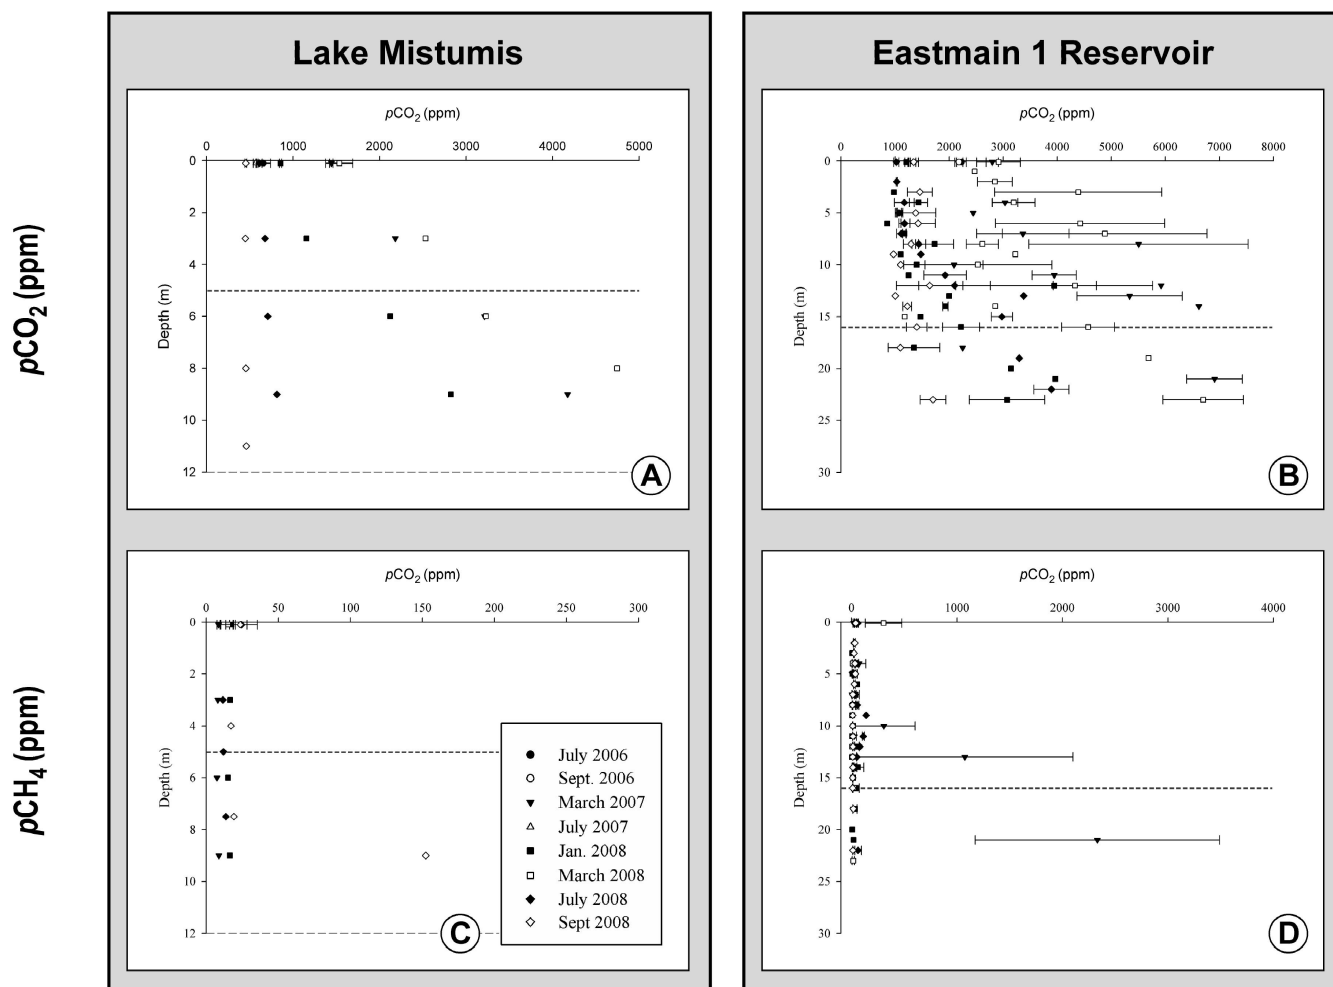 Lake Mistumis
Eastmain 1 Reservoir
pCO2 (ppm)
pCO2 (ppm)
0 1000 2000 3000 4000 5000
0
2
4
6
8
10
12
Depth (m)
A
pCO2 (ppm)
0 1000 2000 3000 4000 5000 6000 7000 8000
0
5
10
15
20
25
30
Depth (m)
B
pCH4 (ppm)
pCO2 (ppm)
0 50 100 150 200 250 300
0
2
4
6
8
10
12
Depth (m)
July 2006
Sept. 2006
March 2007
July 2007
Jan. 2008
March 2008
July 2008
Sept 2008
C
pCO2 (ppm)
0 1000 2000 3000 4000
0
5
10
15
20
25
30
Depth (m)
D